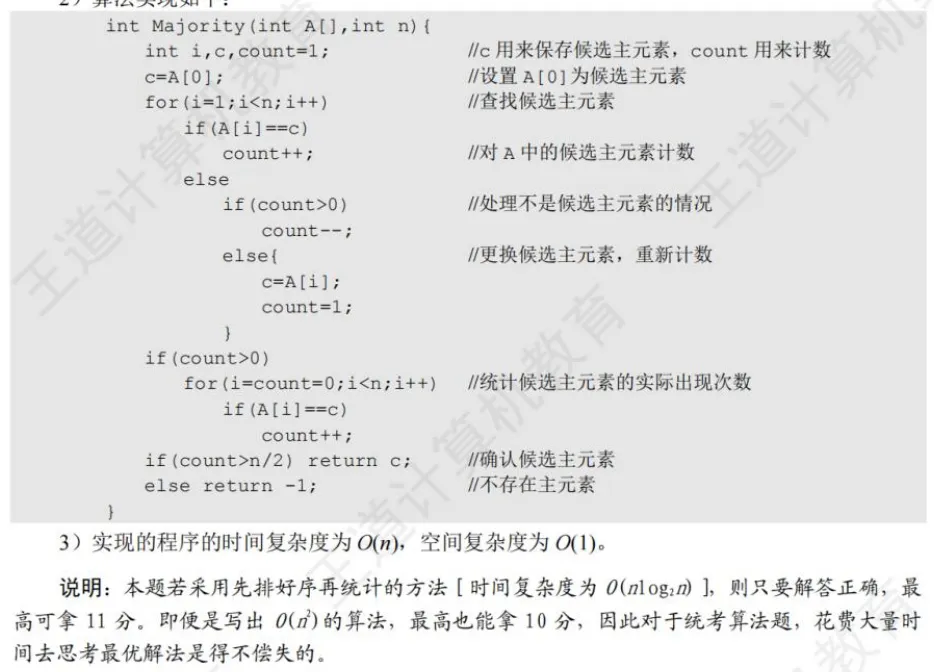 2）算法实现如下：
int Majority(int A[],int n){
int i,c,count=1; //c 用来保存候选主元素，count 用来计数
c=A[0]; //设置 A[0]为候选主元素
for(i=1;i<n;i++) //查找候选主元素
if(A[i]==c)
count++; //对 A 中的候选主元素计数
else
if(count>0) //处理不是候选主元素的情况
count--;
else{ //更换候选主元素，重新计数
c=A[i];
count=1;
}
if(count>0)
for(i=count=0;i<n;i++) //统计候选主元素的实际出现次数
if(A[i]==c)
count++;
if(count>n/2) return c; //确认候选主元素
else return -1; //不存在主元素
}
3）实现的程序的时间复杂度为 O(n)，空间复杂度为 O(1)。
说明：本题若采用先排好序再统计的方法 [ 时间复杂度为 O(nlog₂n) ]，则只要解答正确，最
高可拿 11 分。即便是写出 O(n²)的算法，最高也能拿 10 分，因此对于统考算法题，花费大量时
间去思考最优解法是得不偿失的。
王道计算机教育
王道计算机教育
王道计算机教育